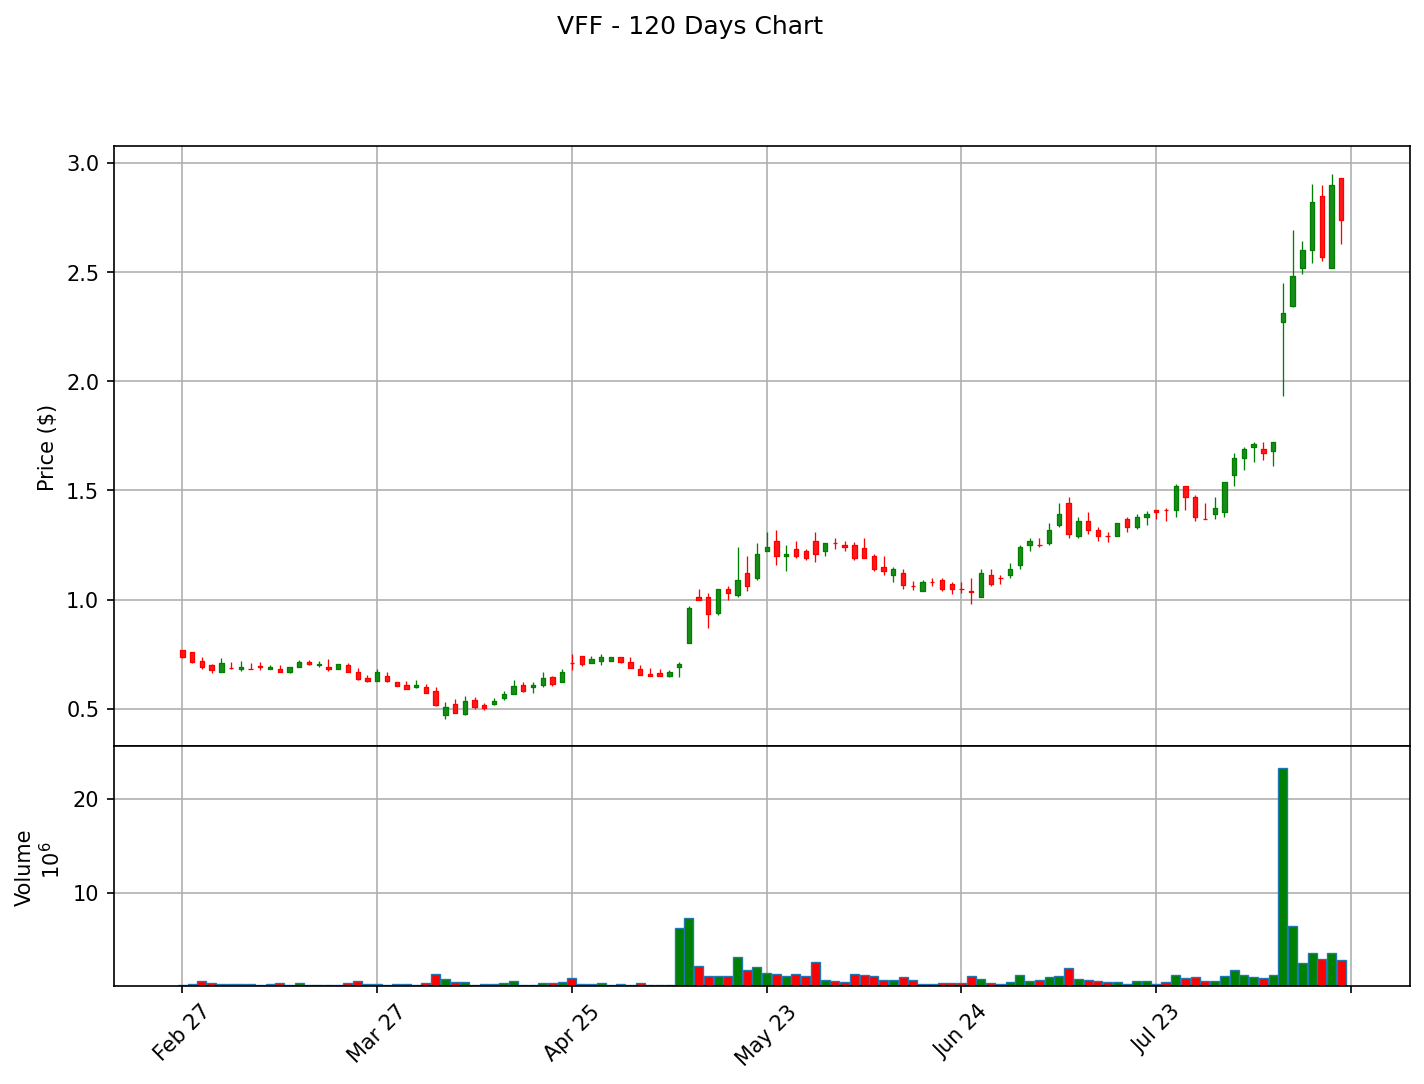 VFF - 120 Days Chart
3.0
2.5
2.0
1.5
1.0
0.5
Price ($)
20
10
Volume
10⁶
Feb 27
Mar 27
Apr 25
May 23
Jun 24
Jul 23